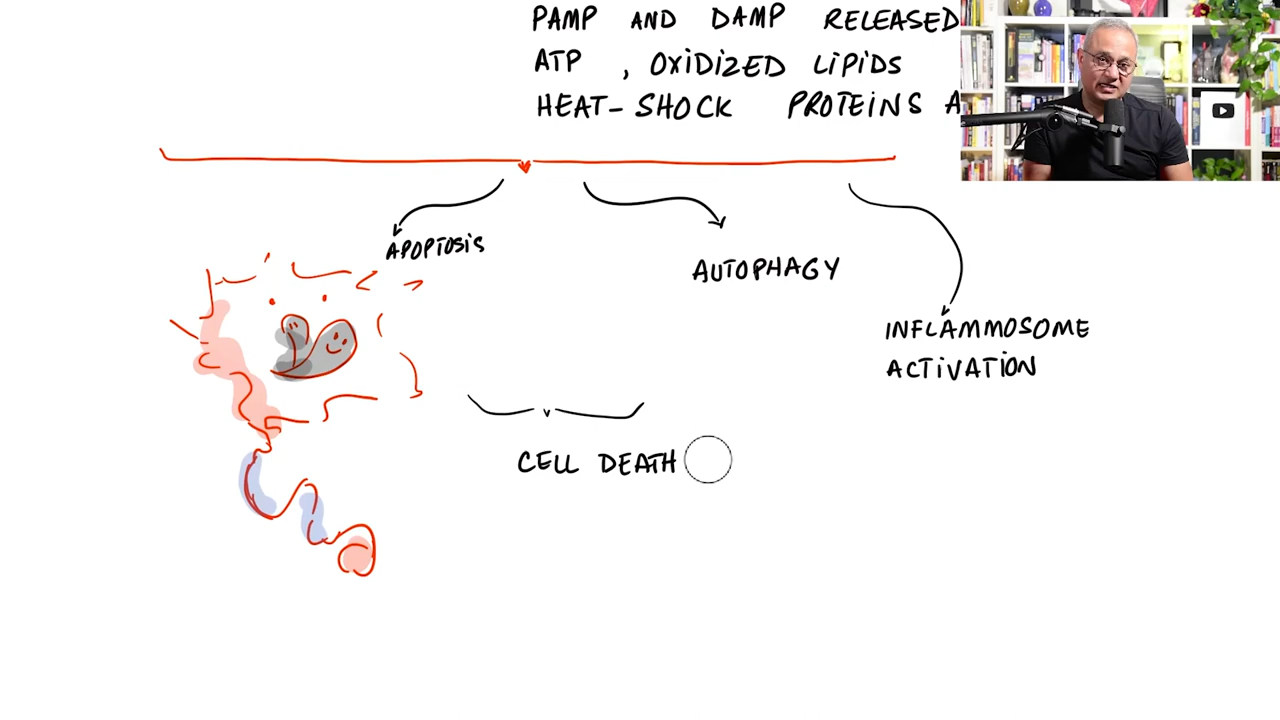 PAMP AND DAMP RELEASED
ATP , OXIDIZED LIPIDS
HEAT-SHOCK PROTEINS A
APOPTOSIS
AUTOPHAGY
INFLAMMOSOME
ACTIVATION
CELL DEATH